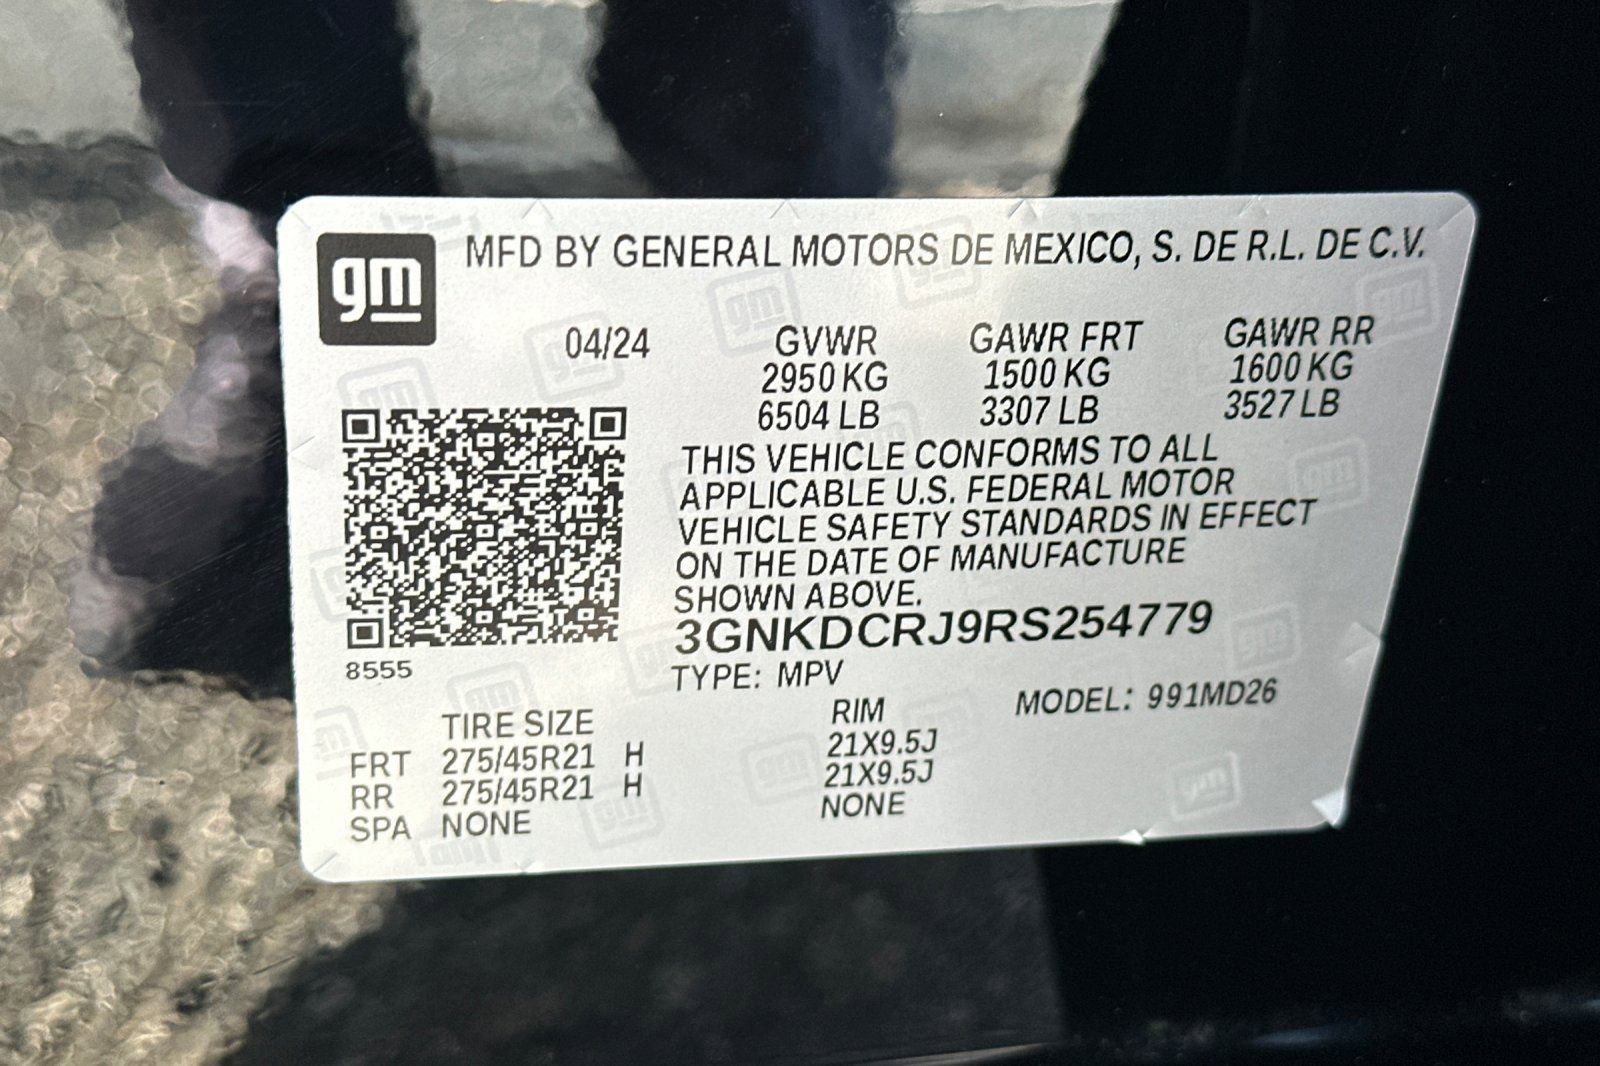 gm
MFD BY GENERAL MOTORS DE MEXICO, S. DE R.L. DE C.V.
04/24 GVWR GAWR FRT GAWR RR
2950 KG 1500 KG 1600 KG
6504 LB 3307 LB 3527 LB
THIS VEHICLE CONFORMS TO ALL
APPLICABLE U.S. FEDERAL MOTOR
VEHICLE SAFETY STANDARDS IN EFFECT
ON THE DATE OF MANUFACTURE
SHOWN ABOVE.
3GNKDCRJ9RS254779
8555
TYPE: MPV MODEL: 991MD26
TIRE SIZE RIM
FRT 275/45R21 H 21X9.5J
RR 275/45R21 H 21X9.5J
SPA NONE NONE